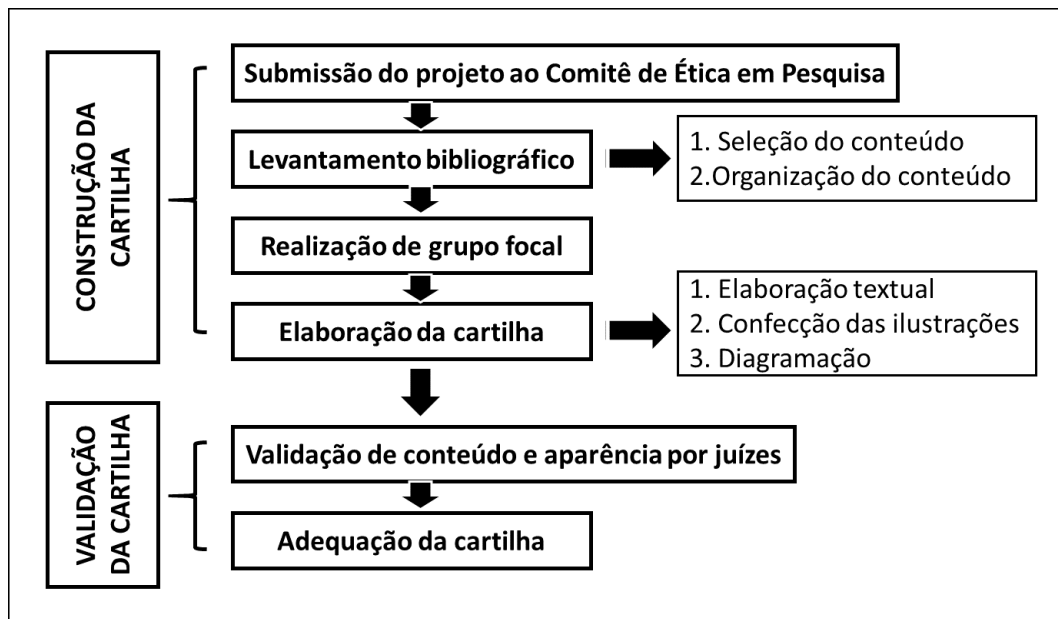 CONSTRUÇÃO DA
CARTILHA
Submissão do projeto ao Comitê de Ética em Pesquisa
Levantamento bibliográfico
1. Seleção do conteúdo
2.Organização do conteúdo
Realização de grupo focal
Elaboração da cartilha
1. Elaboração textual
2. Confecção das ilustrações
3. Diagramação
VALIDAÇÃO
DA CARTILHA
Validação de conteúdo e aparência por juízes
Adequação da cartilha